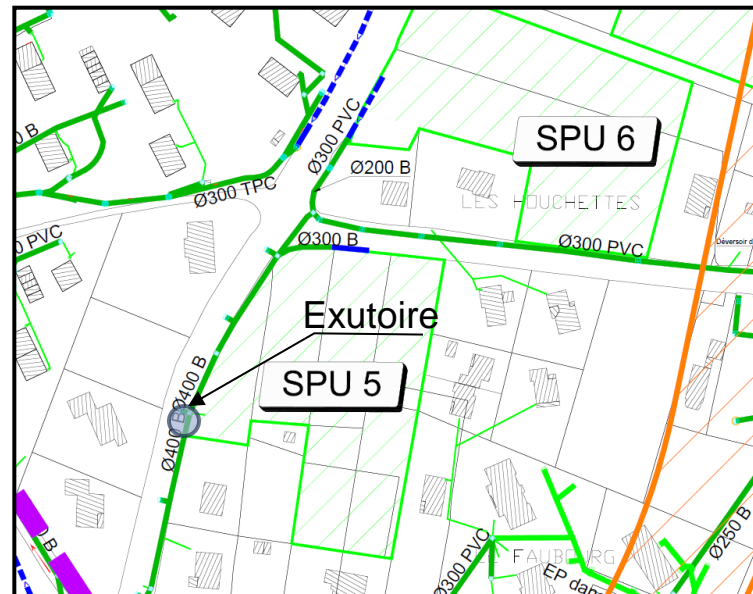 0 B
Ø300 PVC
SPU 6
Ø200 B
Ø300 TPC
LES HOUCHETTES
0 PVC
Ø300 B
Ø300 PVC
Déversoir d
Exutoire
Ø400 B
SPU 5
Ø400 B
Ø250 B
0 B
FAUBOURG
Ø300 PVC
EP dan